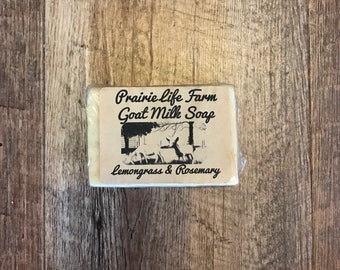 Prairie Life Farm
Goat Milk Soap
Lemongrass & Rosemary